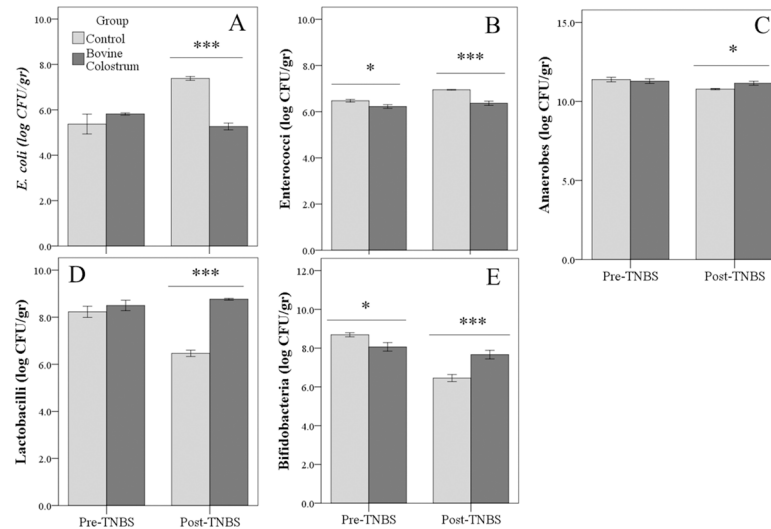 A
Group
Control
Bovine
Colostrum
***
E. coli (log CFU/gr)
10.0
8.0
6.0
4.0
2.0
0.0
B
*
***
Enterococci (log CFU/gr)
10.0
8.0
6.0
4.0
2.0
0.0
C
*
Anaerobes (log CFU/gr)
15.0
10.0
5.0
0.0
Pre-TNBS
Post-TNBS
D
***
Lactobacilli (log CFU/gr)
10.0
8.0
6.0
4.0
2.0
0.0
Pre-TNBS
Post-TNBS
E
*
***
Bifidobacteria (log CFU/gr)
12.0
10.0
8.0
6.0
4.0
2.0
0.0
Pre-TNBS
Post-TNBS